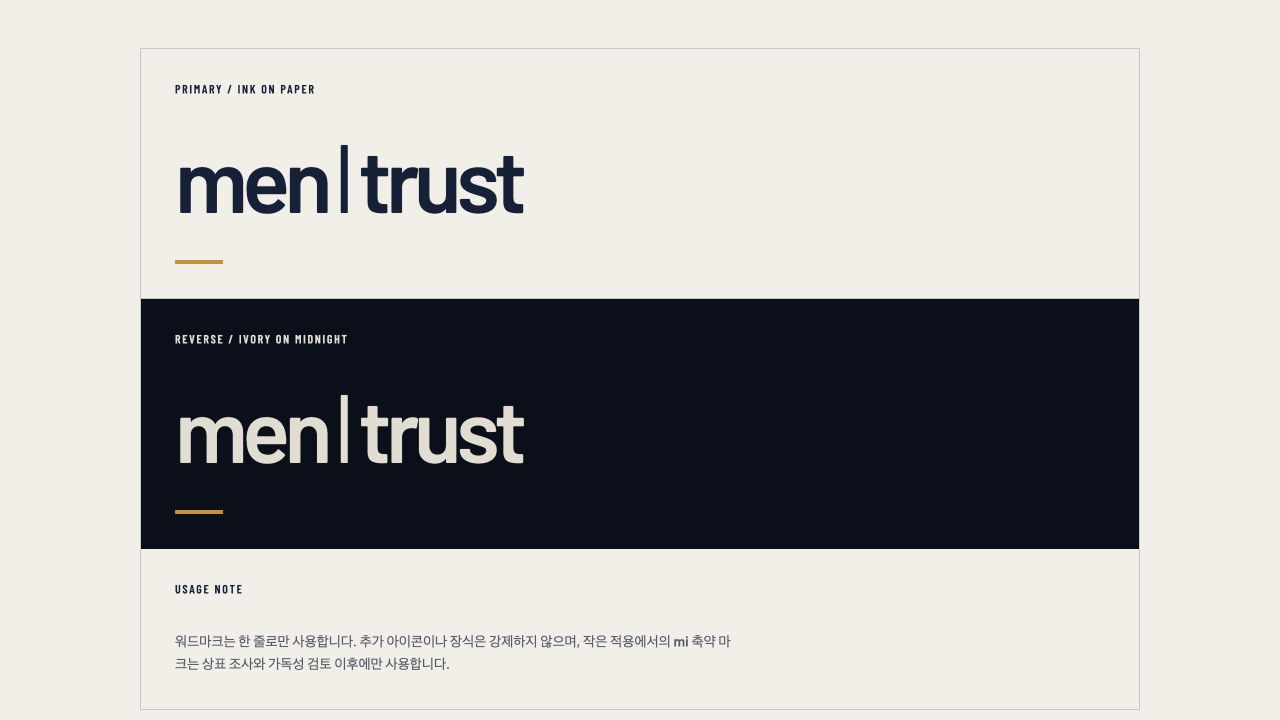 PRIMARY / INK ON PAPER
men|trust
REVERSE / IVORY ON MIDNIGHT
men|trust
USAGE NOTE
워드마크는 한 줄로만 사용합니다. 추가 아이콘이나 장식은 강제하지 않으며, 작은 적용에서의 mi 축약 마
크는 상표 조사와 가독성 검토 이후에만 사용합니다.